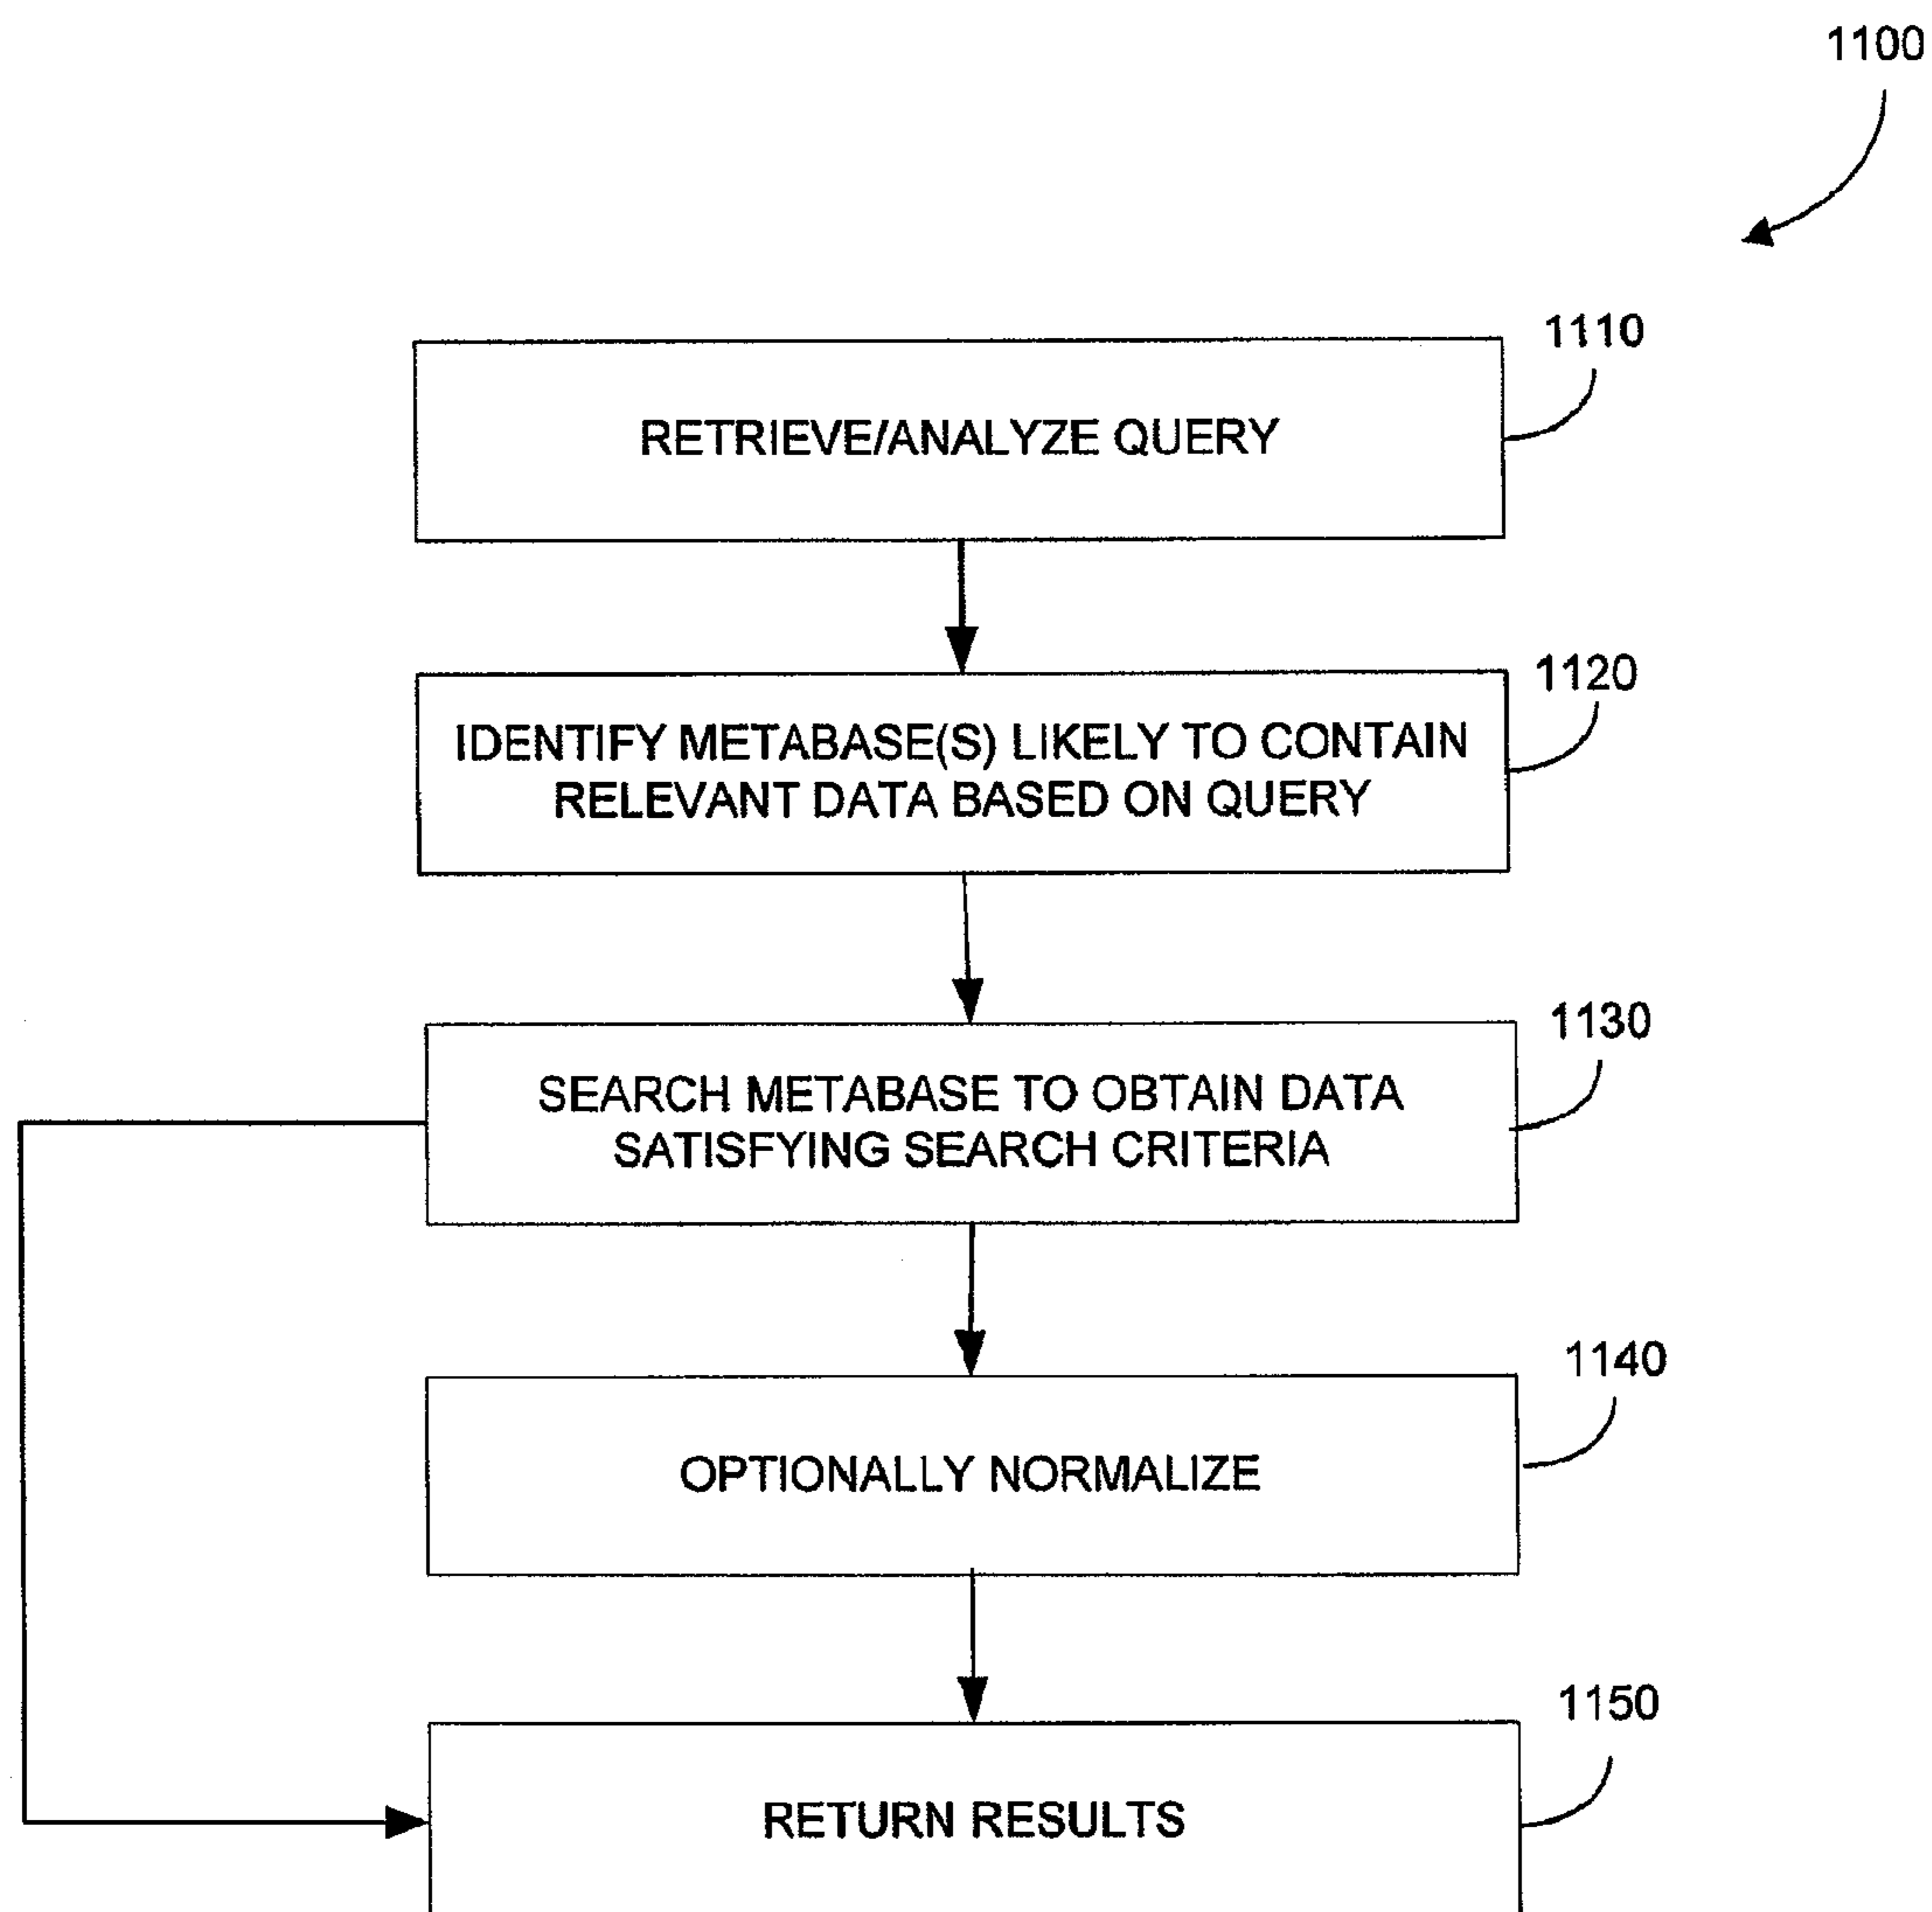 1100
1110
RETRIEVE/ANALYZE QUERY
1120
IDENTIFY METABASE(S) LIKELY TO CONTAIN
RELEVANT DATA BASED ON QUERY
1130
SEARCH METABASE TO OBTAIN DATA
SATISFYING SEARCH CRITERIA
1140
OPTIONALLY NORMALIZE
1150
RETURN RESULTS